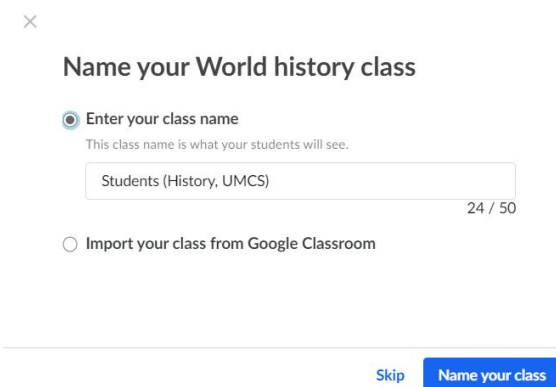 Name your World history class
Enter your class name
This class name is what your students will see.
Students (History, UMCS)
24 / 50
Import your class from Google Classroom
Skip Name your class